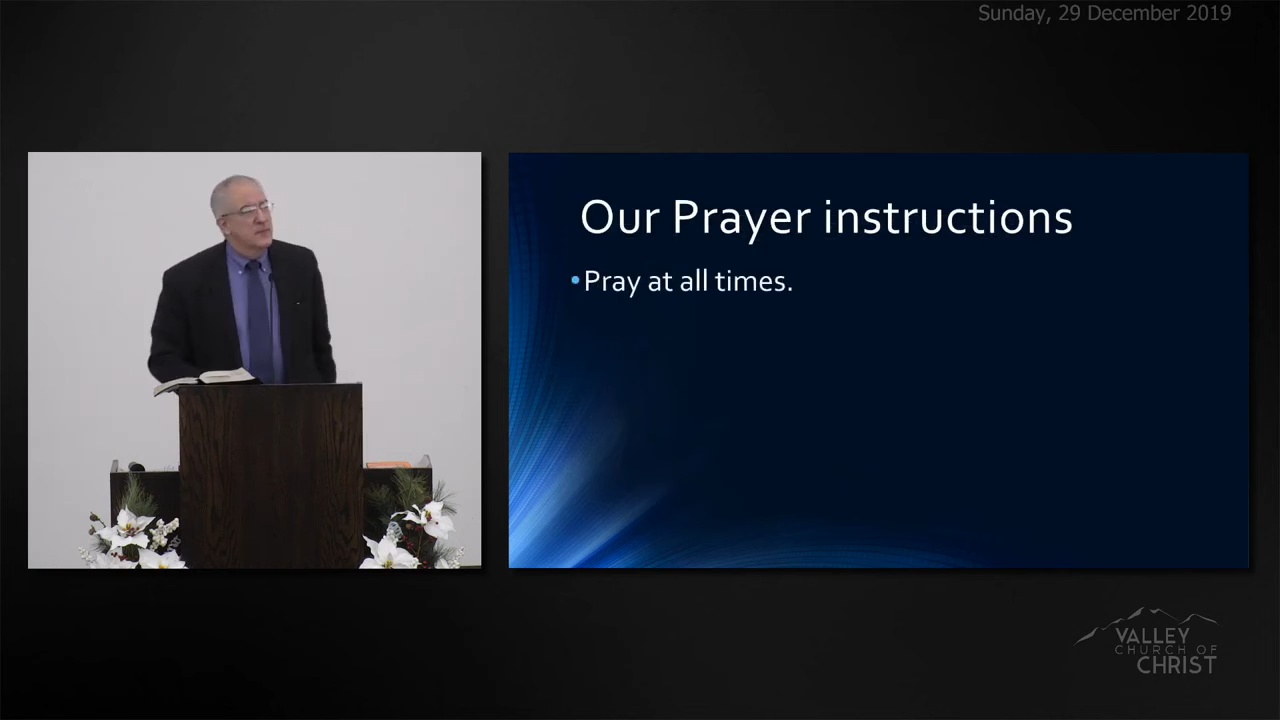 Sunday, 29 December 2019
Our Prayer instructions
•Pray at all times.
VALLEY
CHURCH OF
CHRIST